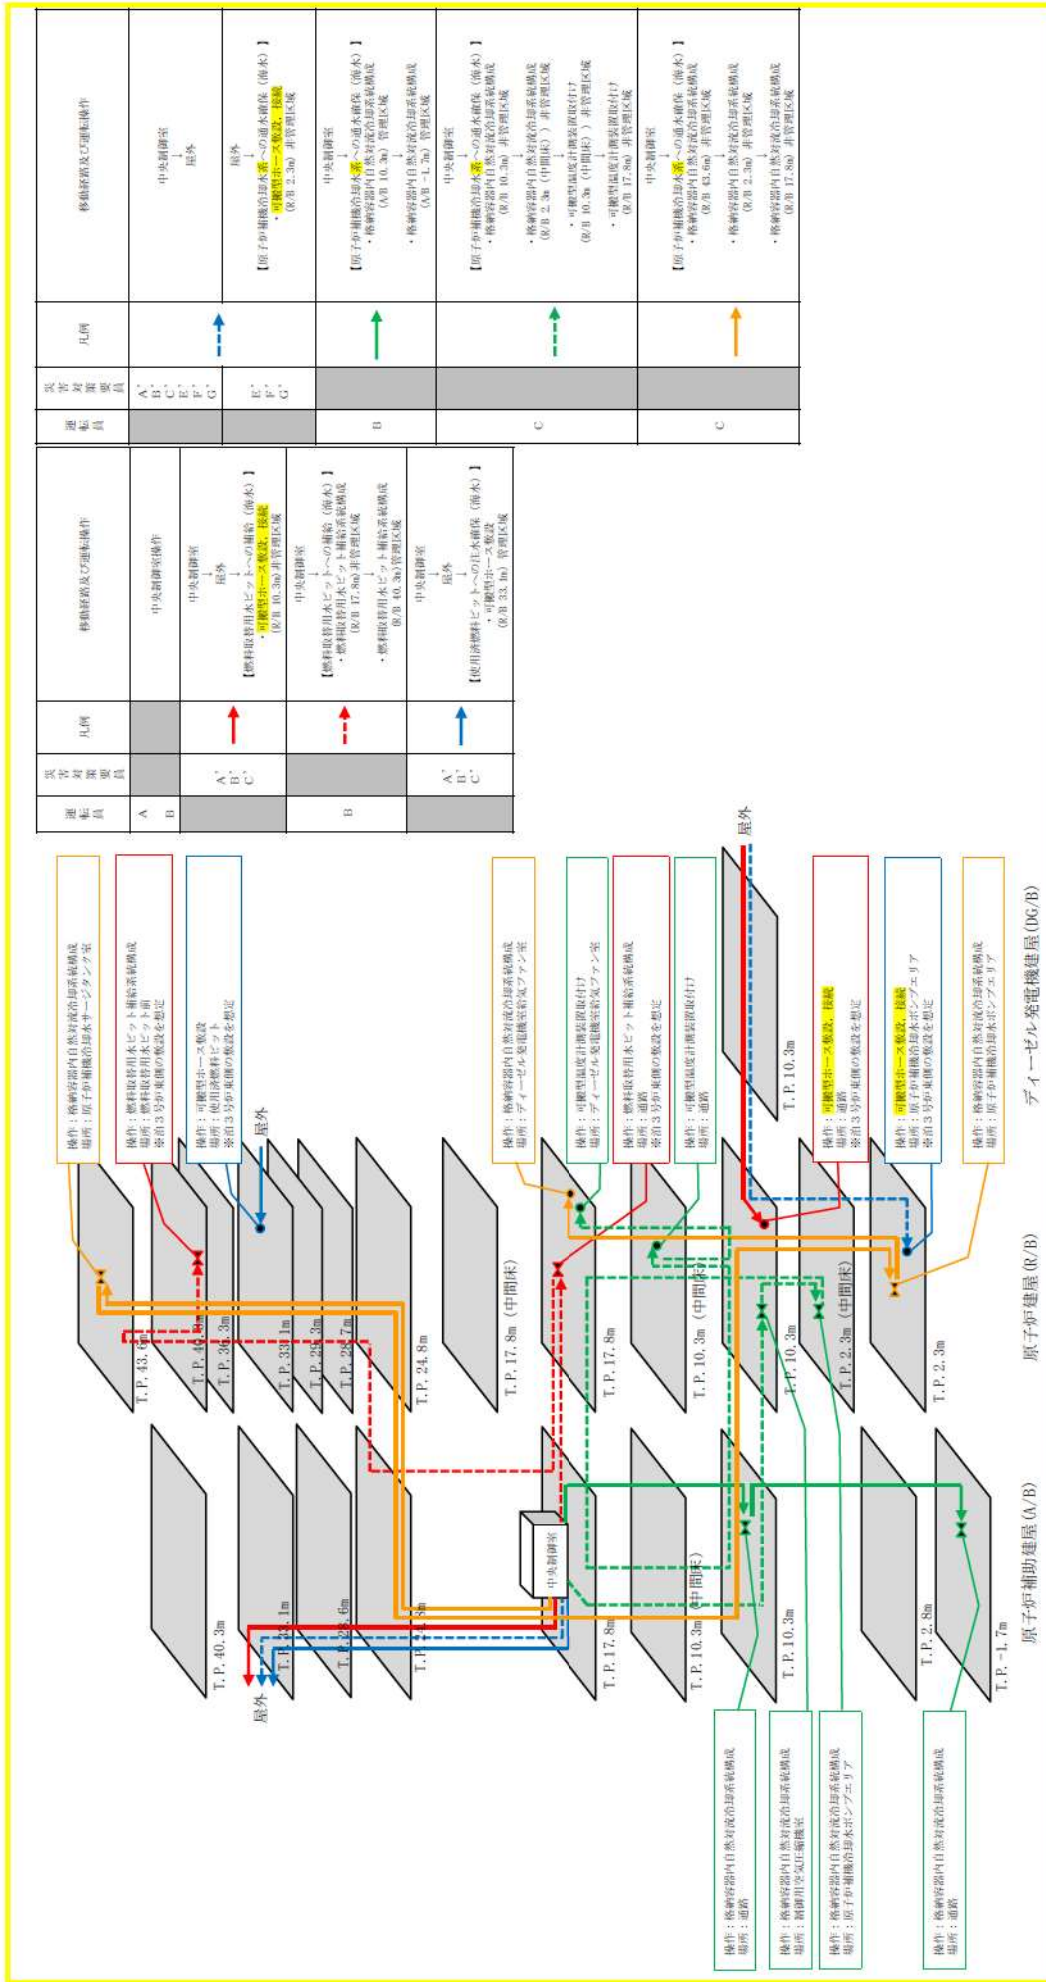 運転員
災害対策要員
凡例
移動経路及び運転操作
A
B
中央制御室操作
A'
B'
C'
中央制御室
↓
屋外
↓
【燃料取替用水ピットへの補給（海水）】
・可搬型ホース敷設，接続
(R/B 10.3m) 非管理区域
B
中央制御室
↓
【燃料取替用水ピットへの補給（海水）】
・燃料取替用水ピット補給系統構成
(R/B 17.8m) 非管理区域
↓
・燃料取替用水ピット補給系統構成
(R/B 40.3m) 管理区域
A'
B'
C'
中央制御室
↓
屋外
↓
【使用済燃料ピットへの注水確保（海水）】
・可搬型ホース敷設
(R/B 33.1m) 管理区域
運転員
災害対策要員
凡例
移動経路及び運転操作
A'
B'
C'
E'
F'
G'
中央制御室
↓
屋外
E'
F'
G'
屋外
↓
【原子炉補機冷却水系への通水確保（海水）】
・可搬型ホース敷設，接続
(R/B 2.3m) 非管理区域
B
中央制御室
↓
【原子炉補機冷却水系への通水確保（海水）】
・格納容器内自然対流冷却系統構成
(A/B 10.3m) 管理区域
↓
・格納容器内自然対流冷却系統構成
(A/B -1.7m) 管理区域
C
中央制御室
↓
【原子炉補機冷却水系への通水確保（海水）】
・格納容器内自然対流冷却系統構成
(R/B 10.3m) 非管理区域
↓
・格納容器内自然対流冷却系統構成
(R/B 2.3m（中間床）) 非管理区域
↓
・可搬型温度計測装置取付け
(R/B 10.3m（中間床）) 非管理区域
↓
・可搬型温度計測装置取付け
(R/B 17.8m) 非管理区域
C
中央制御室
↓
【原子炉補機冷却水系への通水確保（海水）】
・格納容器内自然対流冷却系統構成
(R/B 43.6m) 非管理区域
↓
・格納容器内自然対流冷却系統構成
(R/B 2.3m) 非管理区域
↓
・格納容器内自然対流冷却系統構成
(R/B 17.8m) 非管理区域
操作：格納容器内自然対流冷却系統構成
場所：原子炉補機冷却水サージタンク室
操作：燃料取替用水ピット補給系統構成
場所：燃料取替用水ピット前
※泊3号炉東側の敷設を想定
操作：可搬型ホース敷設
場所：使用済燃料ピット
※泊3号炉東側の敷設を想定
屋外
操作：格納容器内自然対流冷却系統構成
場所：ディーゼル発電機室給気ファン室
操作：可搬型温度計測装置取付け
場所：ディーゼル発電機室給気ファン室
操作：燃料取替用水ピット補給系統構成
場所：通路
※泊3号炉東側の敷設を想定
操作：可搬型温度計測装置取付け
場所：通路
屋外
操作：可搬型ホース敷設，接続
場所：通路
※泊3号炉東側の敷設を想定
操作：可搬型ホース敷設，接続
場所：原子炉補機冷却水ポンプエリア
※泊3号炉東側の敷設を想定
操作：格納容器内自然対流冷却系統構成
場所：原子炉補機冷却水ポンプエリア
T.P.10.3m
ディーゼル発電機建屋(DG/B)
T.P.43.6m
T.P.40.3m
T.P.36.3m
T.P.33.1m
T.P.29.3m
T.P.28.7m
T.P.24.8m
T.P.17.8m（中間床）
T.P.17.8m
T.P.10.3m（中間床）
T.P.10.3m
T.P.2.3m（中間床）
T.P.2.3m
原子炉建屋(R/B)
中央制御室
屋外
T.P.40.3m
T.P.33.1m
T.P.28.6m
T.P.24.8m
T.P.17.8m
T.P.10.3m（中間床）
T.P.10.3m
T.P.2.8m
T.P.-1.7m
原子炉補助建屋(A/B)
操作：格納容器内自然対流冷却系統構成
場所：通路
操作：格納容器内自然対流冷却系統構成
場所：制御用空気圧縮機室
操作：格納容器内自然対流冷却系統構成
場所：原子炉補機冷却水ポンプエリア
操作：格納容器内自然対流冷却系統構成
場所：通路